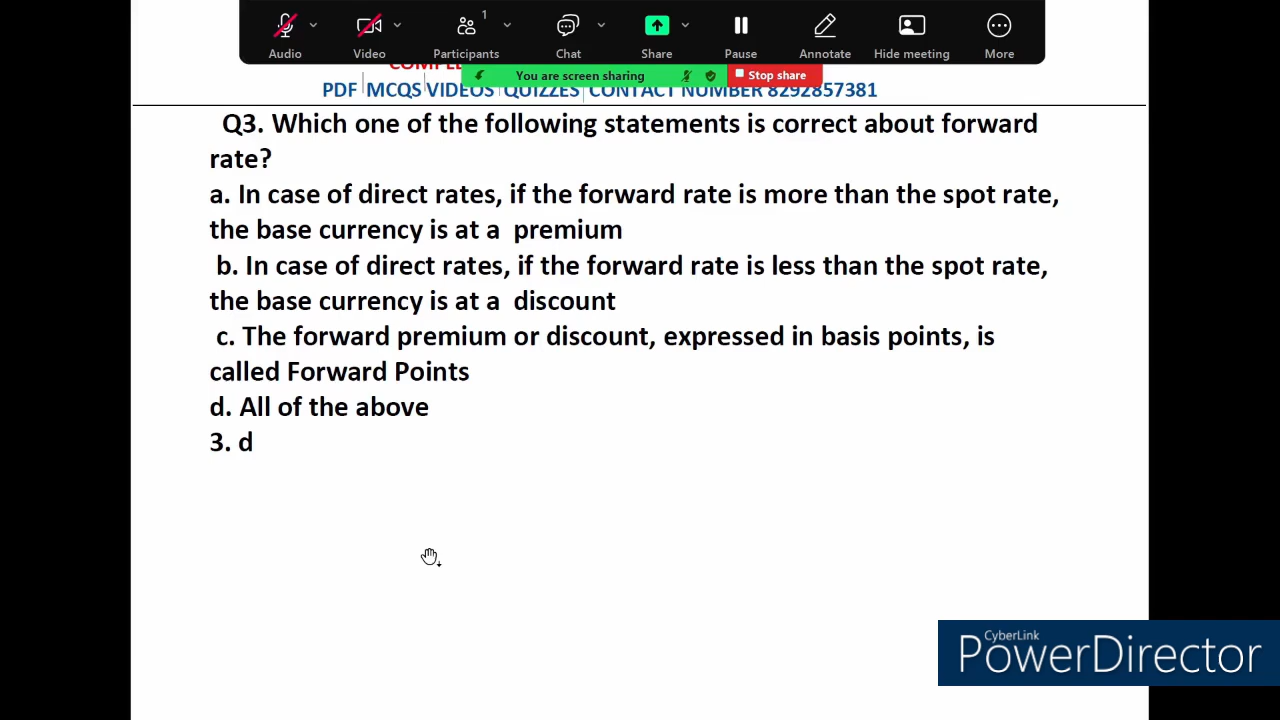 1
Audio Video Participants Chat Share Pause Annotate Hide meeting More
You are screen sharing Stop share
PDF MCQS VIDEOS QUIZZES CONTACT NUMBER 8292857381
Q3. Which one of the following statements is correct about forward
rate?
a. In case of direct rates, if the forward rate is more than the spot rate,
the base currency is at a premium
b. In case of direct rates, if the forward rate is less than the spot rate,
the base currency is at a discount
c. The forward premium or discount, expressed in basis points, is
called Forward Points
d. All of the above
3. d
CyberLink
PowerDirector